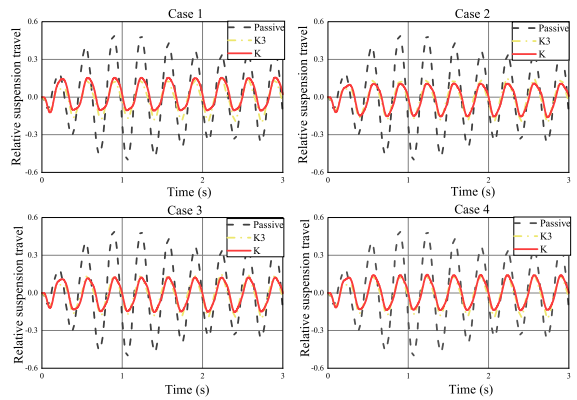 Case 1
Relative suspension travel
0.6
0.3
0.0
-0.3
-0.6
0
1
2
3
Time (s)
Passive
K3
K
Case 2
Relative suspension travel
0.6
0.3
0.0
-0.3
-0.6
0
1
2
3
Time (s)
Passive
K3
K
Case 3
Relative suspension travel
0.6
0.3
0.0
-0.3
-0.6
0
1
2
3
Time (s)
Passive
K3
K
Case 4
Relative suspension travel
0.6
0.3
0.0
-0.3
-0.6
0
1
2
3
Time (s)
Passive
K3
K